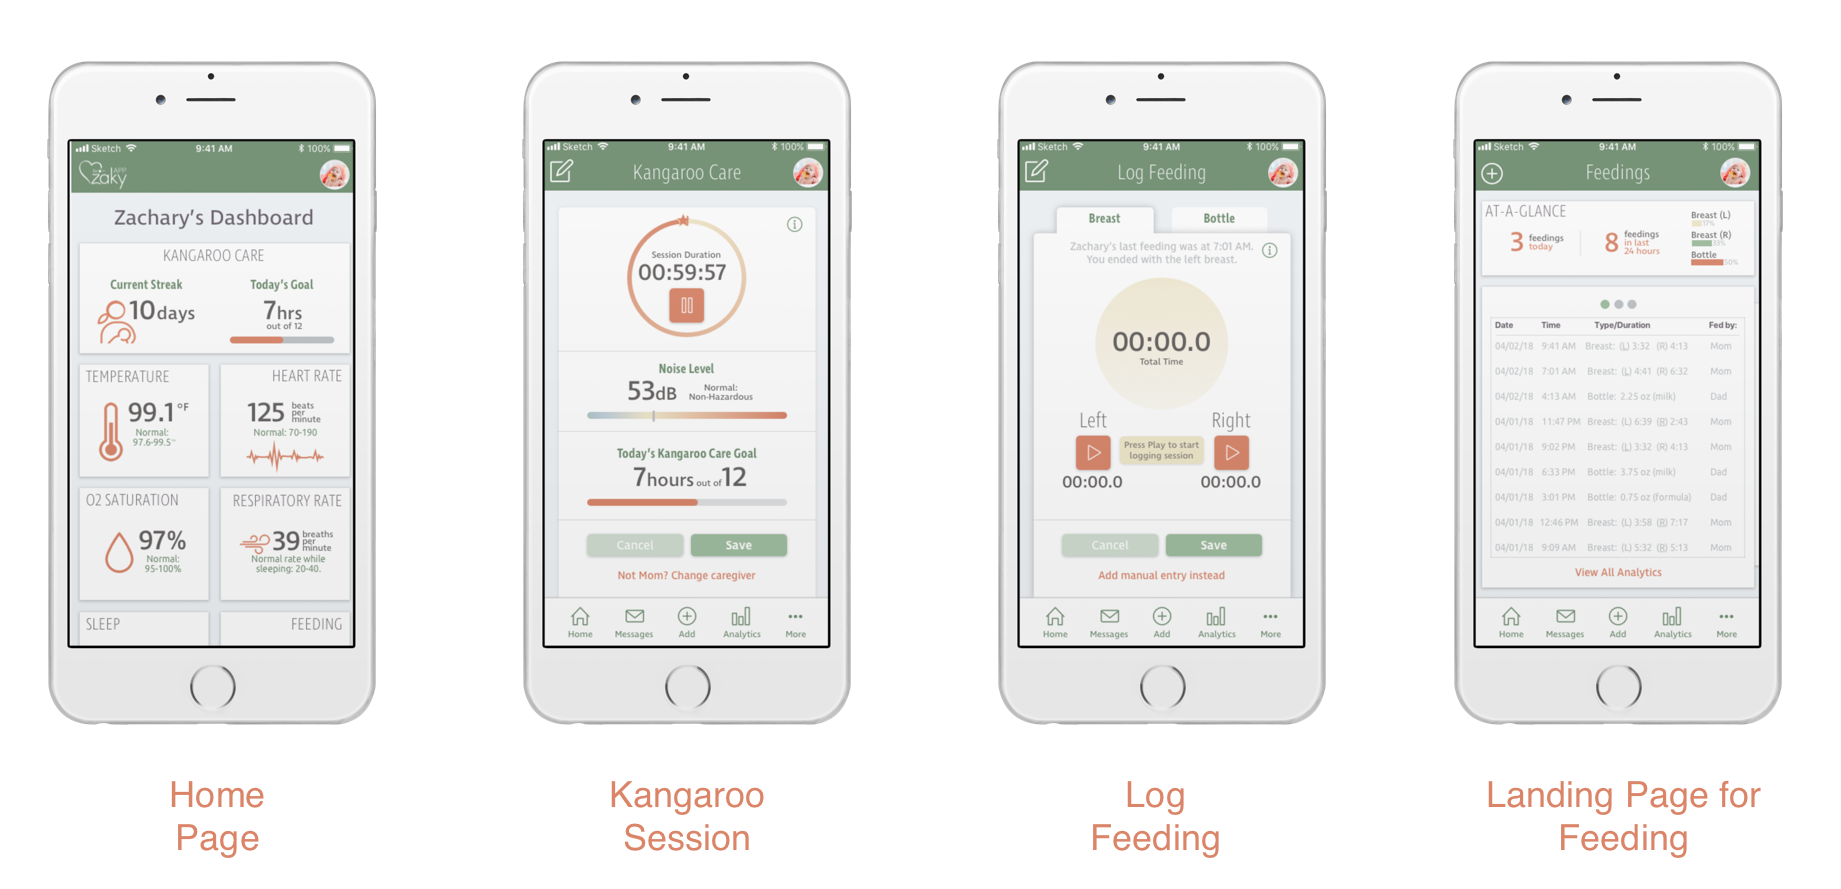 Sketch 9:41 AM 100%
zaky APP
Zachary's Dashboard
KANGAROO CARE
Current Streak Today's Goal
10days 7hrs
out of 12
TEMPERATURE HEART RATE
99.1°F 125 beats per minute
Normal: Normal: 70-190
97.6-99.5
O2 SATURATION RESPIRATORY RATE
97% 39 breaths per minute
Normal: Normal rate while
95-100% sleeping: 20-40.
SLEEP FEEDING
Home
Page
Sketch 9:41 AM 100%
Kangaroo Care
Session Duration
00:59:57
Noise Level
53dB Normal:
Non-Hazardous
Today's Kangaroo Care Goal
7hours out of 12
Cancel Save
Not Mom? Change caregiver
Home Messages Add Analytics More
Kangaroo
Session
Sketch 9:41 AM 100%
Log Feeding
Breast Bottle
Zachary's last feeding was at 7:01 AM.
You ended with the left breast.
00:00.0
Total Time
Left Right
Press Play to start
logging session
00:00.0 00:00.0
Cancel Save
Add manual entry instead
Home Messages Add Analytics More
Log
Feeding
Sketch 9:41 AM 100%
Feedings
AT-A-GLANCE
3 feedings
today
8 feedings
in last
24 hours
Breast (L)
17%
Breast (R)
33%
Bottle
50%
Date Time Type/Duration Fed by:
04/02/18 9:41 AM Breast: (L) 3:32 (R) 4:13 Mom
04/02/18 7:01 AM Breast: (L) 4:41 (R) 6:32 Mom
04/02/18 4:13 AM Bottle: 2.25 oz (milk) Dad
04/01/18 11:47 PM Breast: (L) 6:39 (R) 2:43 Mom
04/01/18 9:02 PM Breast: (L) 3:32 (R) 4:13 Mom
04/01/18 6:33 PM Bottle: 3.75 oz (milk) Dad
04/01/18 3:01 PM Bottle: 0.75 oz (formula) Dad
04/01/18 12:46 PM Breast: (L) 3:58 (R) 7:17 Mom
04/01/18 9:09 AM Breast: (L) 5:32 (R) 5:13 Mom
View All Analytics
Home Messages Add Analytics More
Landing Page for
Feeding